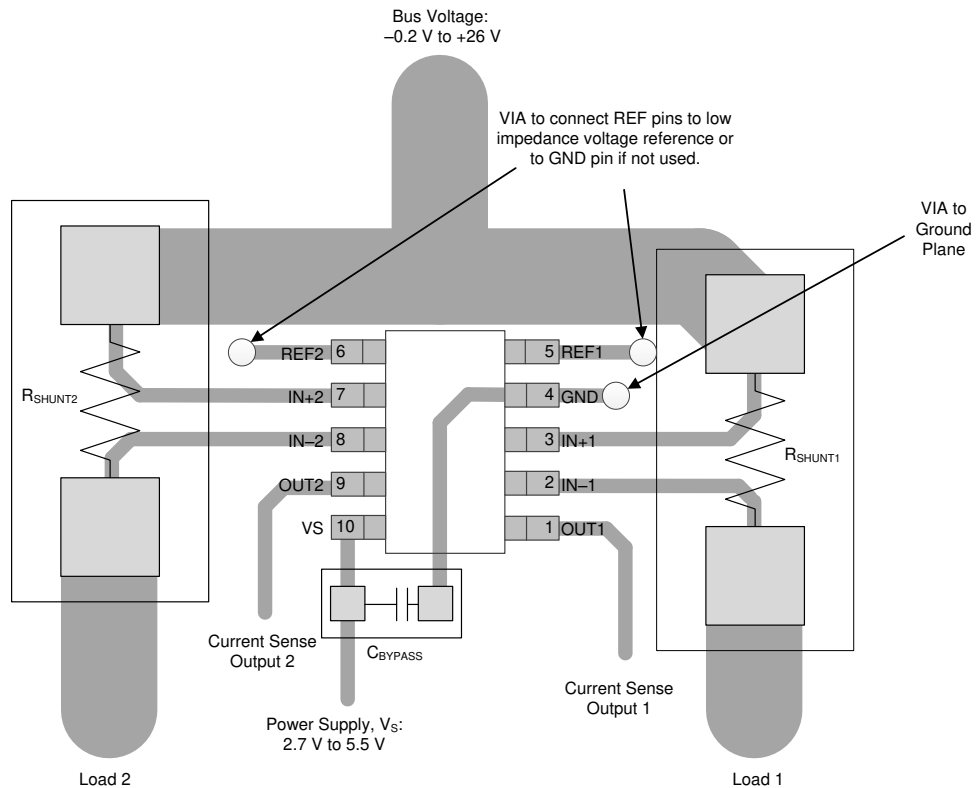 Bus Voltage:
–0.2 V to +26 V
VIA to connect REF pins to low
impedance voltage reference or
to GND pin if not used.
VIA to
Ground
Plane
REF2 6
5 REF1
IN+2 7
4 GND
RSHUNT2
IN–2 8
3 IN+1
RSHUNT1
OUT2 9
2 IN–1
VS 10
1 OUT1
Current Sense
Output 2
CBYPASS
Current Sense
Output 1
Power Supply, VS:
2.7 V to 5.5 V
Load 2
Load 1